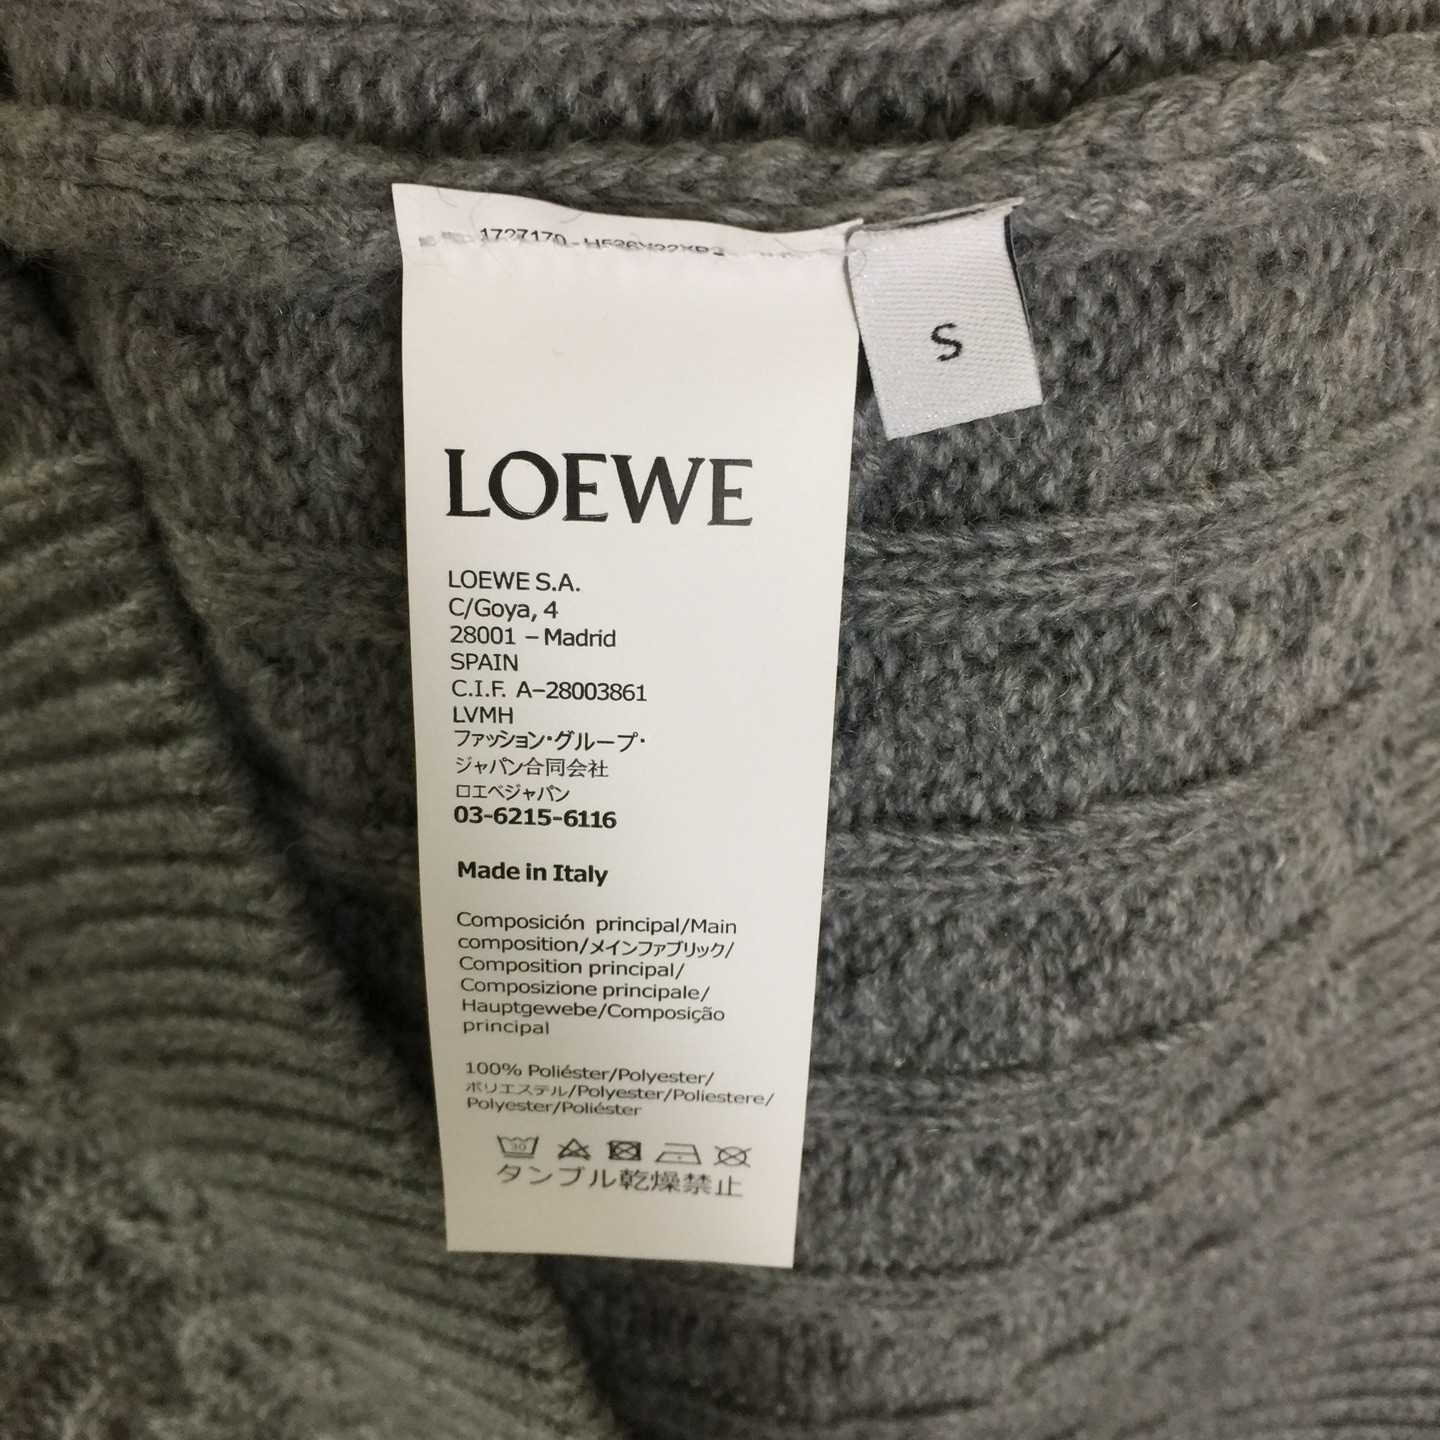 1727170-H526Y32XB3
S
LOEWE
LOEWE S.A.
C/Goya, 4
28001 – Madrid
SPAIN
C.I.F. A–28003861
LVMH
ファッション・グループ・
ジャパン合同会社
ロエベジャパン
03-6215-6116
Made in Italy
Composición principal/Main
composition/メインファブリック/
Composition principal/
Composizione principale/
Hauptgewebe/Composição
principal
100% Poliéster/Polyester/
ポリエステル/Polyester/Poliestere/
Polyester/Poliéster
30
タンブル乾燥禁止